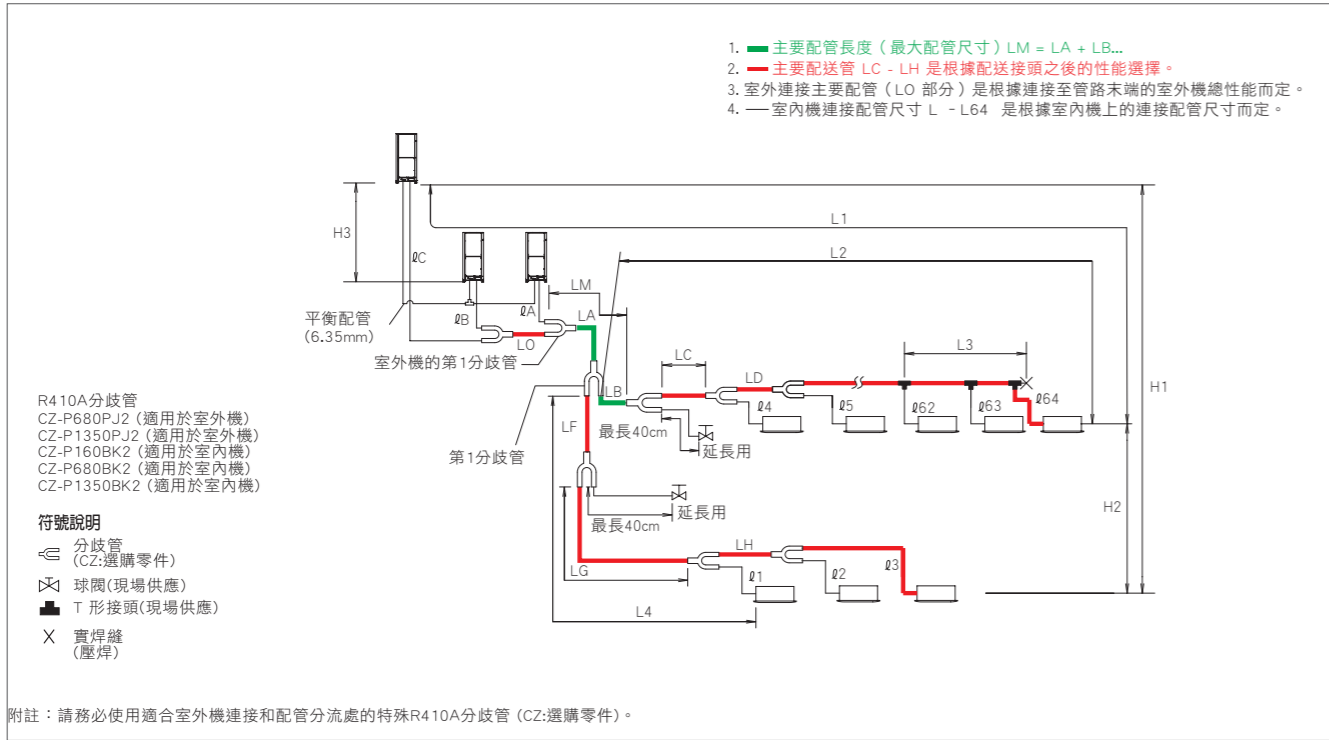 1. 主要配管長度（最大配管尺寸）LM = LA + LB...
2. 主要配送管 LC - LH 是根據配送接頭之後的性能選擇。
3. 室外連接主要配管（LO 部分）是根據連接至管路末端的室外機總性能而定。
4. 室內機連接配管尺寸 L - L64 是根據室內機上的連接配管尺寸而定。
H3
ℓC
L1
L2
LM
平衡配管
(6.35mm)
ℓB
ℓA
LA
LO
室外機的第1分歧管
LB
LC
LD
L3
H1
ℓ4
ℓ5
ℓ62
ℓ63
ℓ64
最長40cm
延長用
LF
第1分歧管
最長40cm
延長用
H2
LG
LH
ℓ1
ℓ2
ℓ3
L4
R410A分歧管
CZ-P680PJ2 (適用於室外機)
CZ-P1350PJ2 (適用於室外機)
CZ-P160BK2 (適用於室內機)
CZ-P680BK2 (適用於室內機)
CZ-P1350BK2 (適用於室內機)
符號說明
分歧管
(CZ:選購零件)
球閥(現場供應)
T 形接頭(現場供應)
實焊縫
(壓焊)
附註：請務必使用適合室外機連接和配管分流處的特殊R410A分歧管 (CZ:選購零件)。